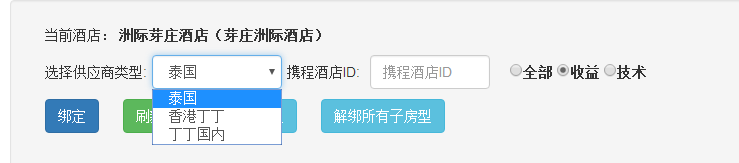 当前酒店：洲际芽庄酒店（芽庄洲际酒店）
选择供应商类型: 泰国 携程酒店ID: 携程酒店ID 全部 收益 技术
泰国
香港丁丁
丁丁国内
绑定 解绑所有子房型